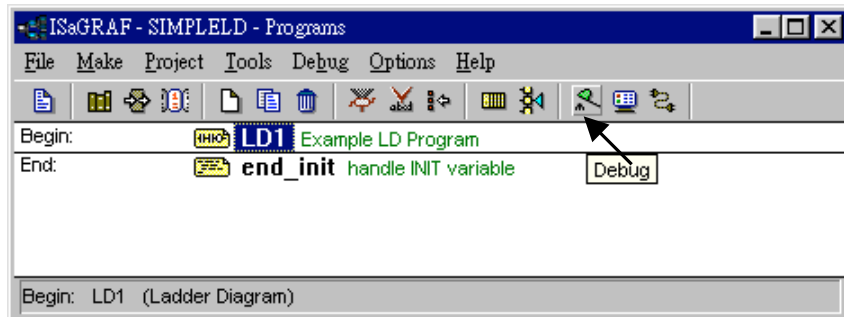 ISaGRAF - SIMPLELD - Programs
File Make Project Tools Debug Options Help
Begin: LD1 Example LD Program
End: end_init handle INIT variable
Debug
Begin: LD1 (Ladder Diagram)